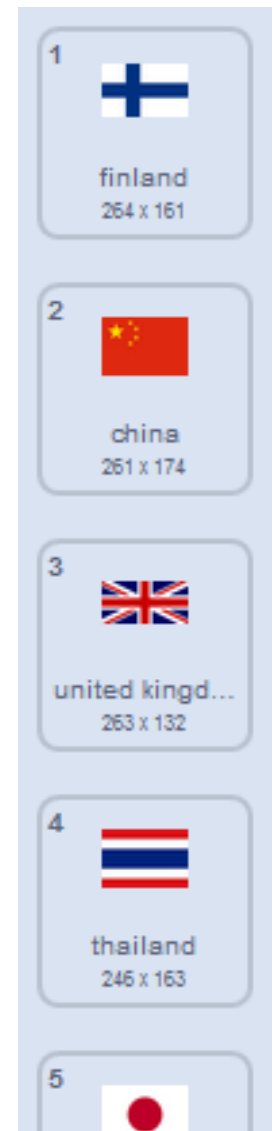 1
finland
264 x 161
2
china
261 x 174
3
united kingd...
263 x 132
4
thailand
246 x 163
5